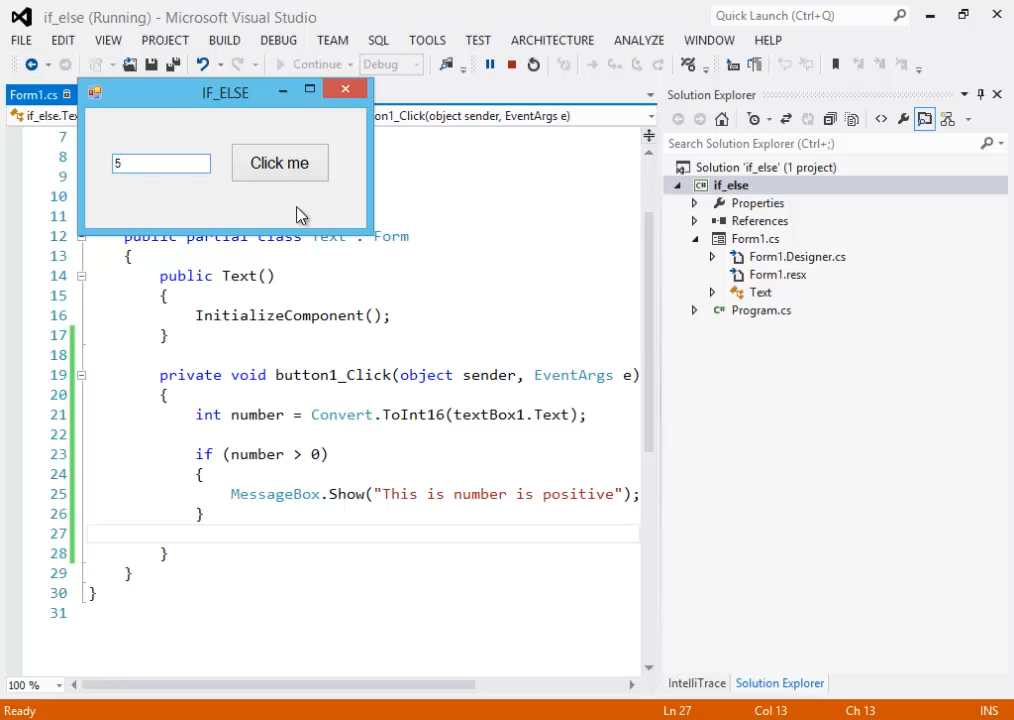 if_else (Running) - Microsoft Visual Studio
Quick Launch (Ctrl+Q)
FILE EDIT VIEW PROJECT BUILD DEBUG TEAM SQL TOOLS TEST ARCHITECTURE ANALYZE WINDOW HELP
Continue Debug
Form1.cs
IF_ELSE
Solution Explorer
if_else.Tex
on1_Click(object sender, EventArgs e)
Search Solution Explorer (Ctrl+;)
5
Click me
Solution 'if_else' (1 project)
C# if_else
Properties
References
Form1.cs
Form1.Designer.cs
Form1.resx
Text
C# Program.cs
7
8
9
10
11
12 public partial class Text : Form
13 {
14 public Text()
15 {
16 InitializeComponent();
17 }
18
19 private void button1_Click(object sender, EventArgs e)
20 {
21 int number = Convert.ToInt16(textBox1.Text);
22
23 if (number > 0)
24 {
25 MessageBox.Show("This is number is positive");
26 }
27
28 }
29 }
30 }
31
100 %
IntelliTrace Solution Explorer
Ready Ln 27 Col 13 Ch 13 INS